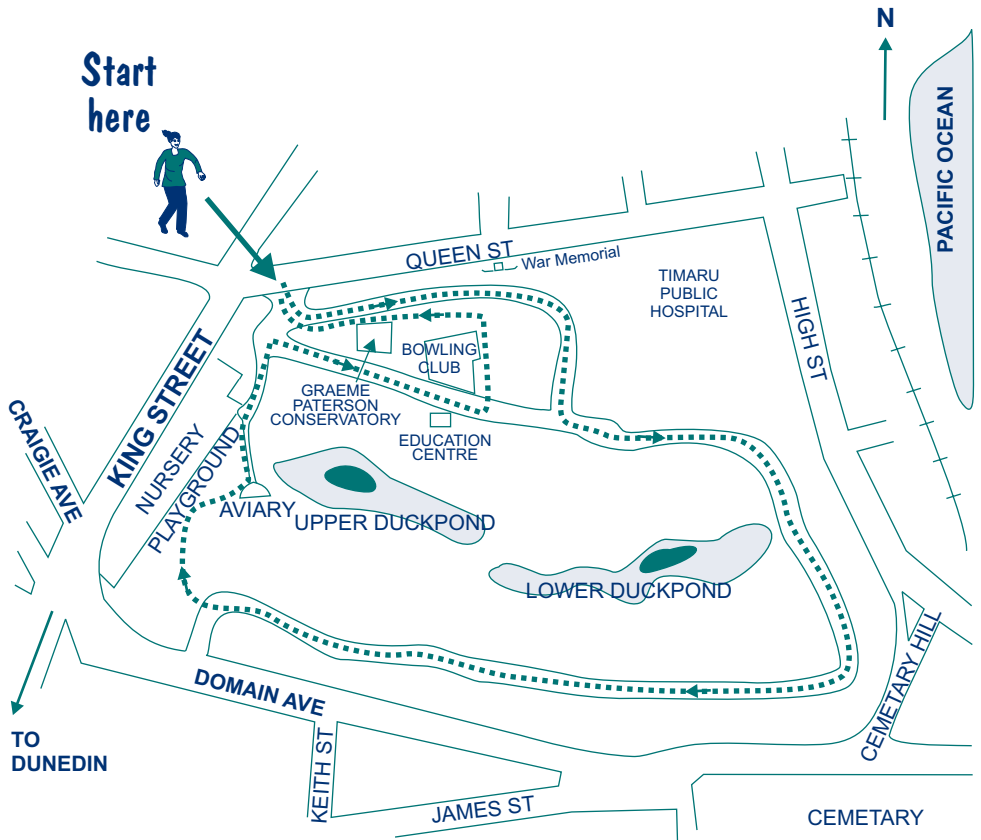 Start
here
N
PACIFIC OCEAN
QUEEN ST
War Memorial
TIMARU
PUBLIC
HOSPITAL
HIGH ST
BOWLING
CLUB
GRAEME
PATERSON
CONSERVATORY
EDUCATION
CENTRE
KING STREET
CRAIGIE AVE
NURSERY
PLAYGROUND
AVIARY
UPPER DUCKPOND
LOWER DUCKPOND
DOMAIN AVE
CEMETARY HILL
TO
DUNEDIN
KEITH ST
JAMES ST
CEMETARY